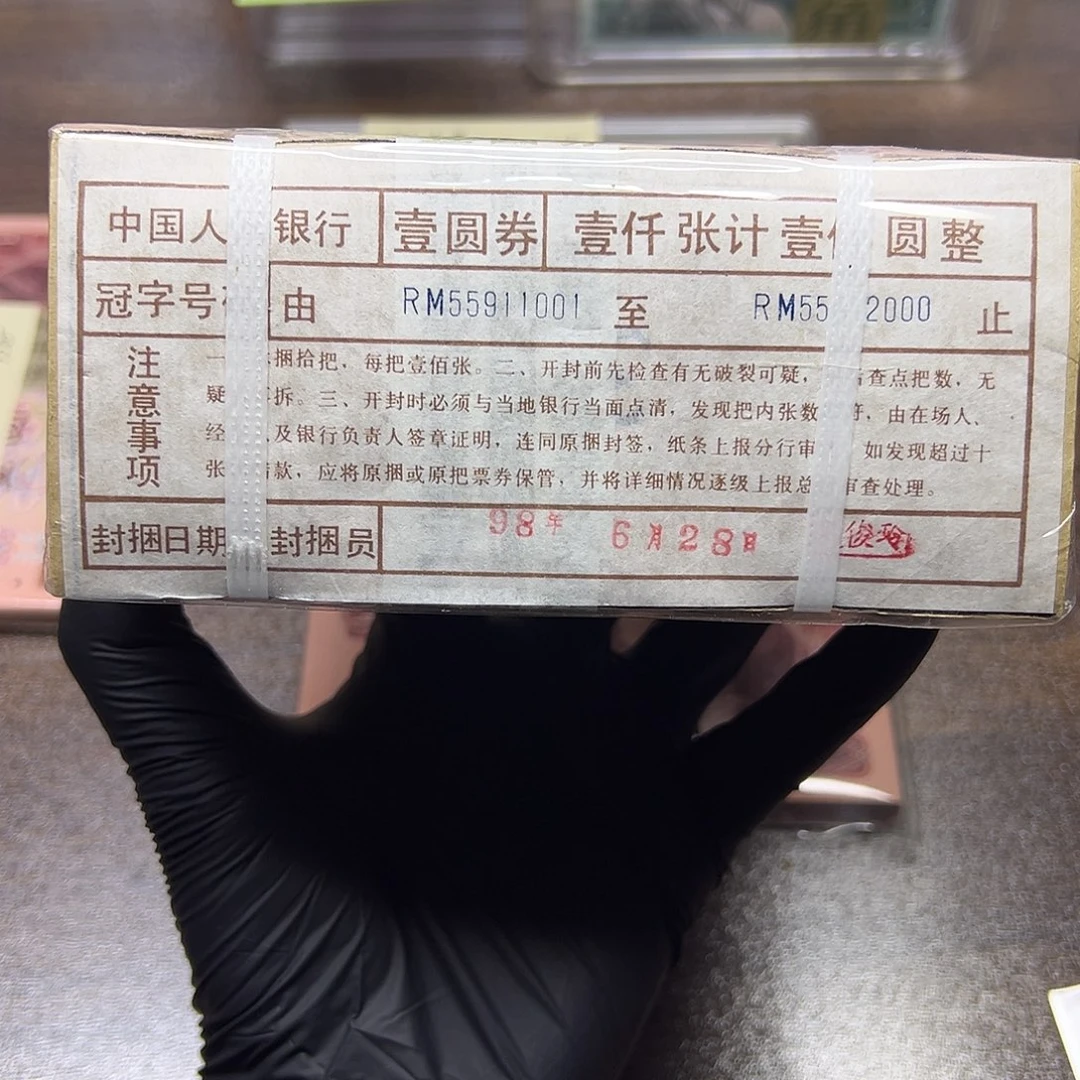 中国人 银行 壹圆券 壹仟张计壹 圆整
冠字号 由 RM55911001 至 RM55 2000 止
注意事项
一 捆拾把，每把壹佰张。二、开封前先检查有无破裂可疑， 查点把数，无
疑 拆。三、开封时必须与当地银行当面点清，发现把内张数 符，由在场人、
经 及银行负责人签章证明，连同原捆封签，纸条上报分行审 如发现超过十
张 款，应将原捆或原把票券保管，并将详细情况逐级上报总 审查处理。
封捆日期 封捆员 98年 6月28日 俊玲
角